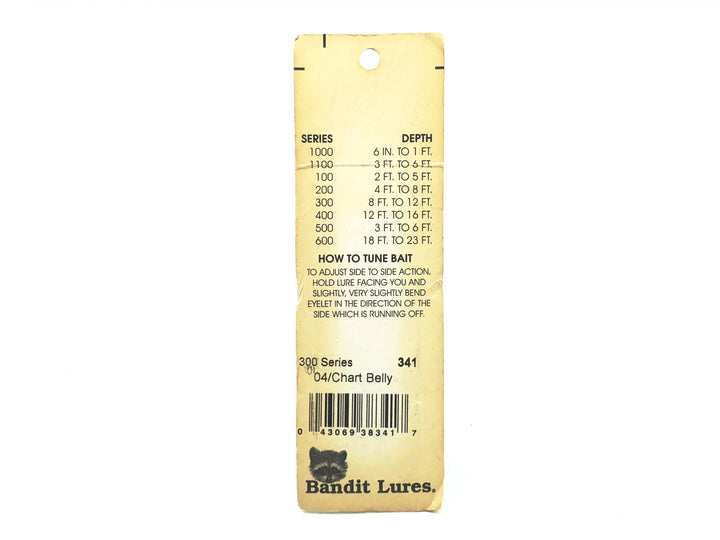 SERIES DEPTH
1000 6 IN. TO 1 FT.
1100 3 FT. TO 6 FT.
100 2 FT. TO 5 FT.
200 4 FT. TO 8 FT.
300 8 FT. TO 12 FT.
400 12 FT. TO 16 FT.
500 3 FT. TO 6 FT.
600 18 FT. TO 23 FT.
HOW TO TUNE BAIT
TO ADJUST SIDE TO SIDE ACTION,
HOLD LURE FACING YOU AND
SLIGHTLY, VERY SLIGHTLY BEND
EYELET IN THE DIRECTION OF THE
SIDE WHICH IS RUNNING OFF.
300 Series 341
04/Chart Belly
0 43069 38341 7
Bandit Lures.